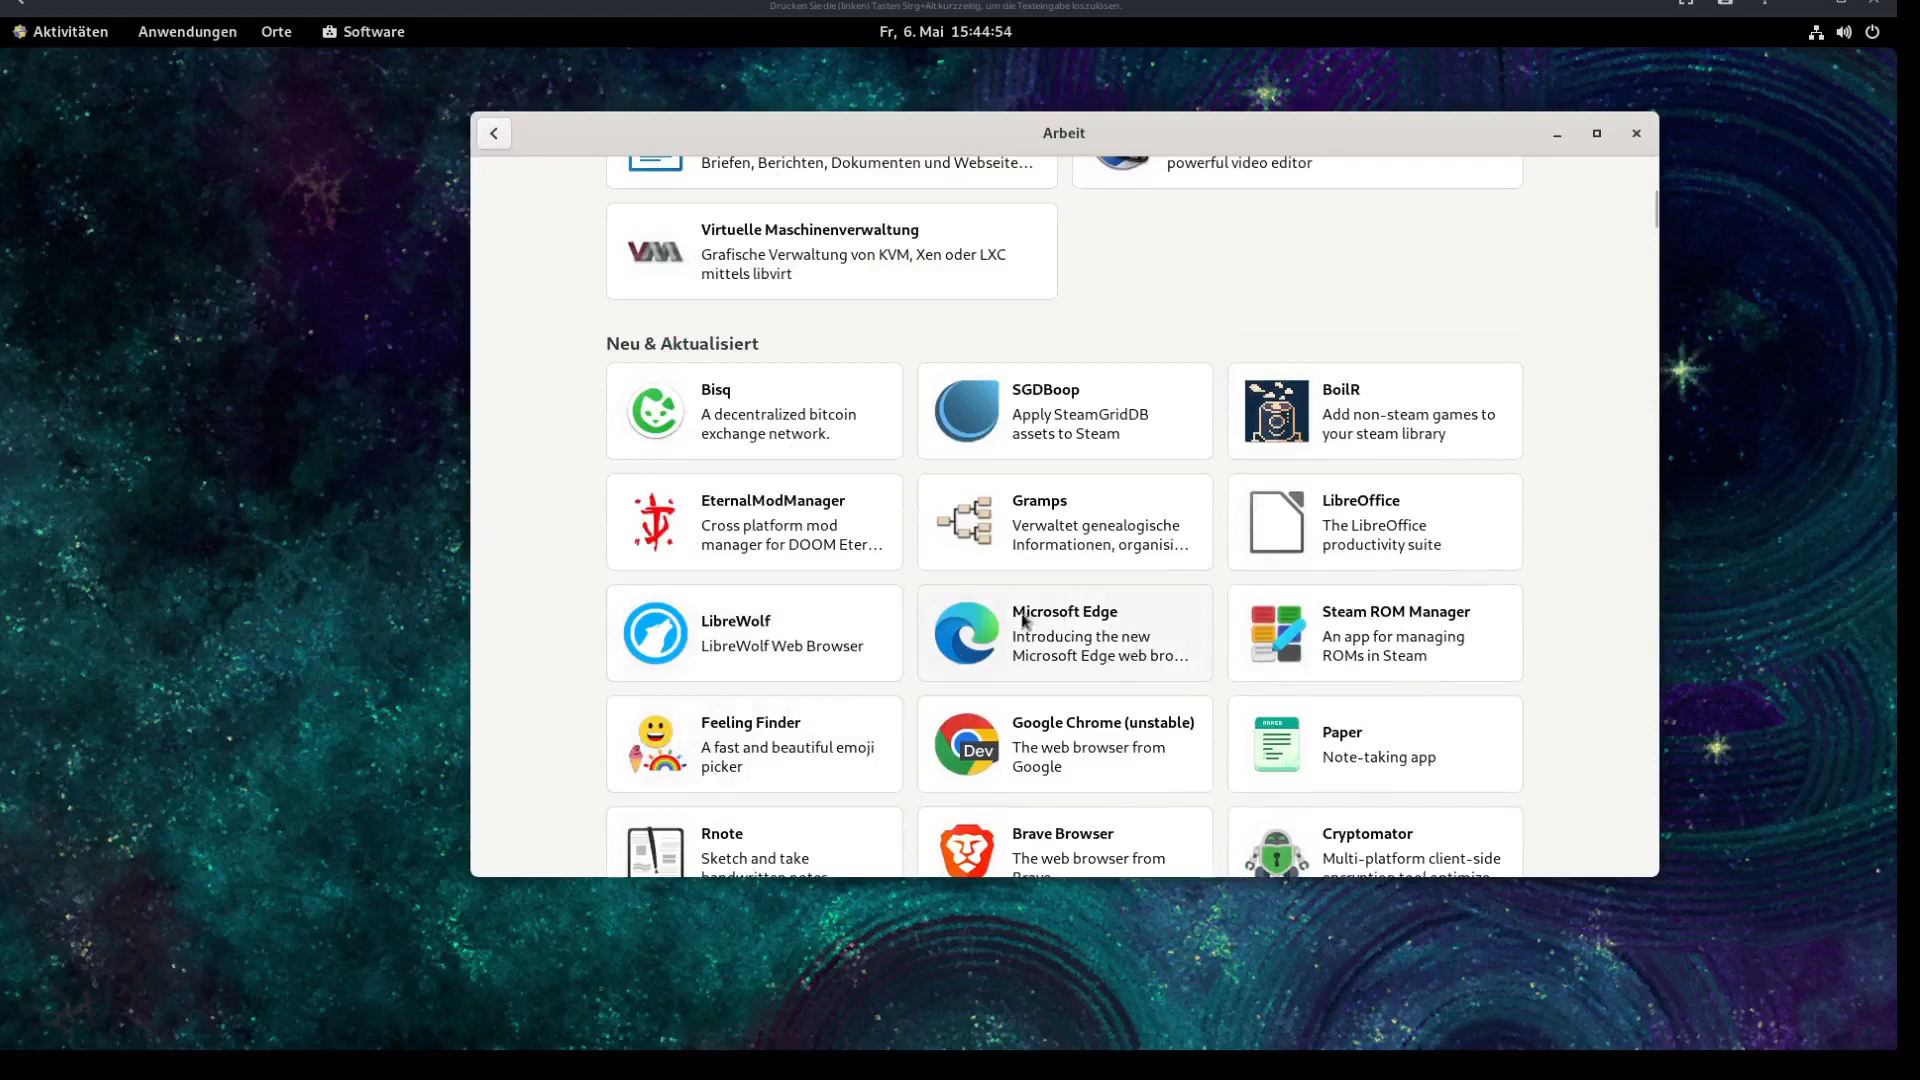 Drücken Sie die (linken) Tasten Strg+Alt kurzzeitig, um die Texteingabe loszulösen.
Aktivitäten Anwendungen Orte Software Fr, 6. Mai 15:44:54
Arbeit
Briefen, Berichten, Dokumenten und Webseite…
powerful video editor
Virtuelle Maschinenverwaltung
Grafische Verwaltung von KVM, Xen oder LXC
mittels libvirt
Neu & Aktualisiert
Bisq
A decentralized bitcoin
exchange network.
SGDBoop
Apply SteamGridDB
assets to Steam
BoilR
Add non-steam games to
your steam library
EternalModManager
Cross platform mod
manager for DOOM Eter…
Gramps
Verwaltet genealogische
Informationen, organisi…
LibreOffice
The LibreOffice
productivity suite
LibreWolf
LibreWolf Web Browser
Microsoft Edge
Introducing the new
Microsoft Edge web bro…
Steam ROM Manager
An app for managing
ROMs in Steam
Feeling Finder
A fast and beautiful emoji
picker
Dev
Google Chrome (unstable)
The web browser from
Google
PAPER
Paper
Note-taking app
Rnote
Sketch and take
handwritten notes
Brave Browser
The web browser from
Brave
Cryptomator
Multi-platform client-side
encryption tool optimize